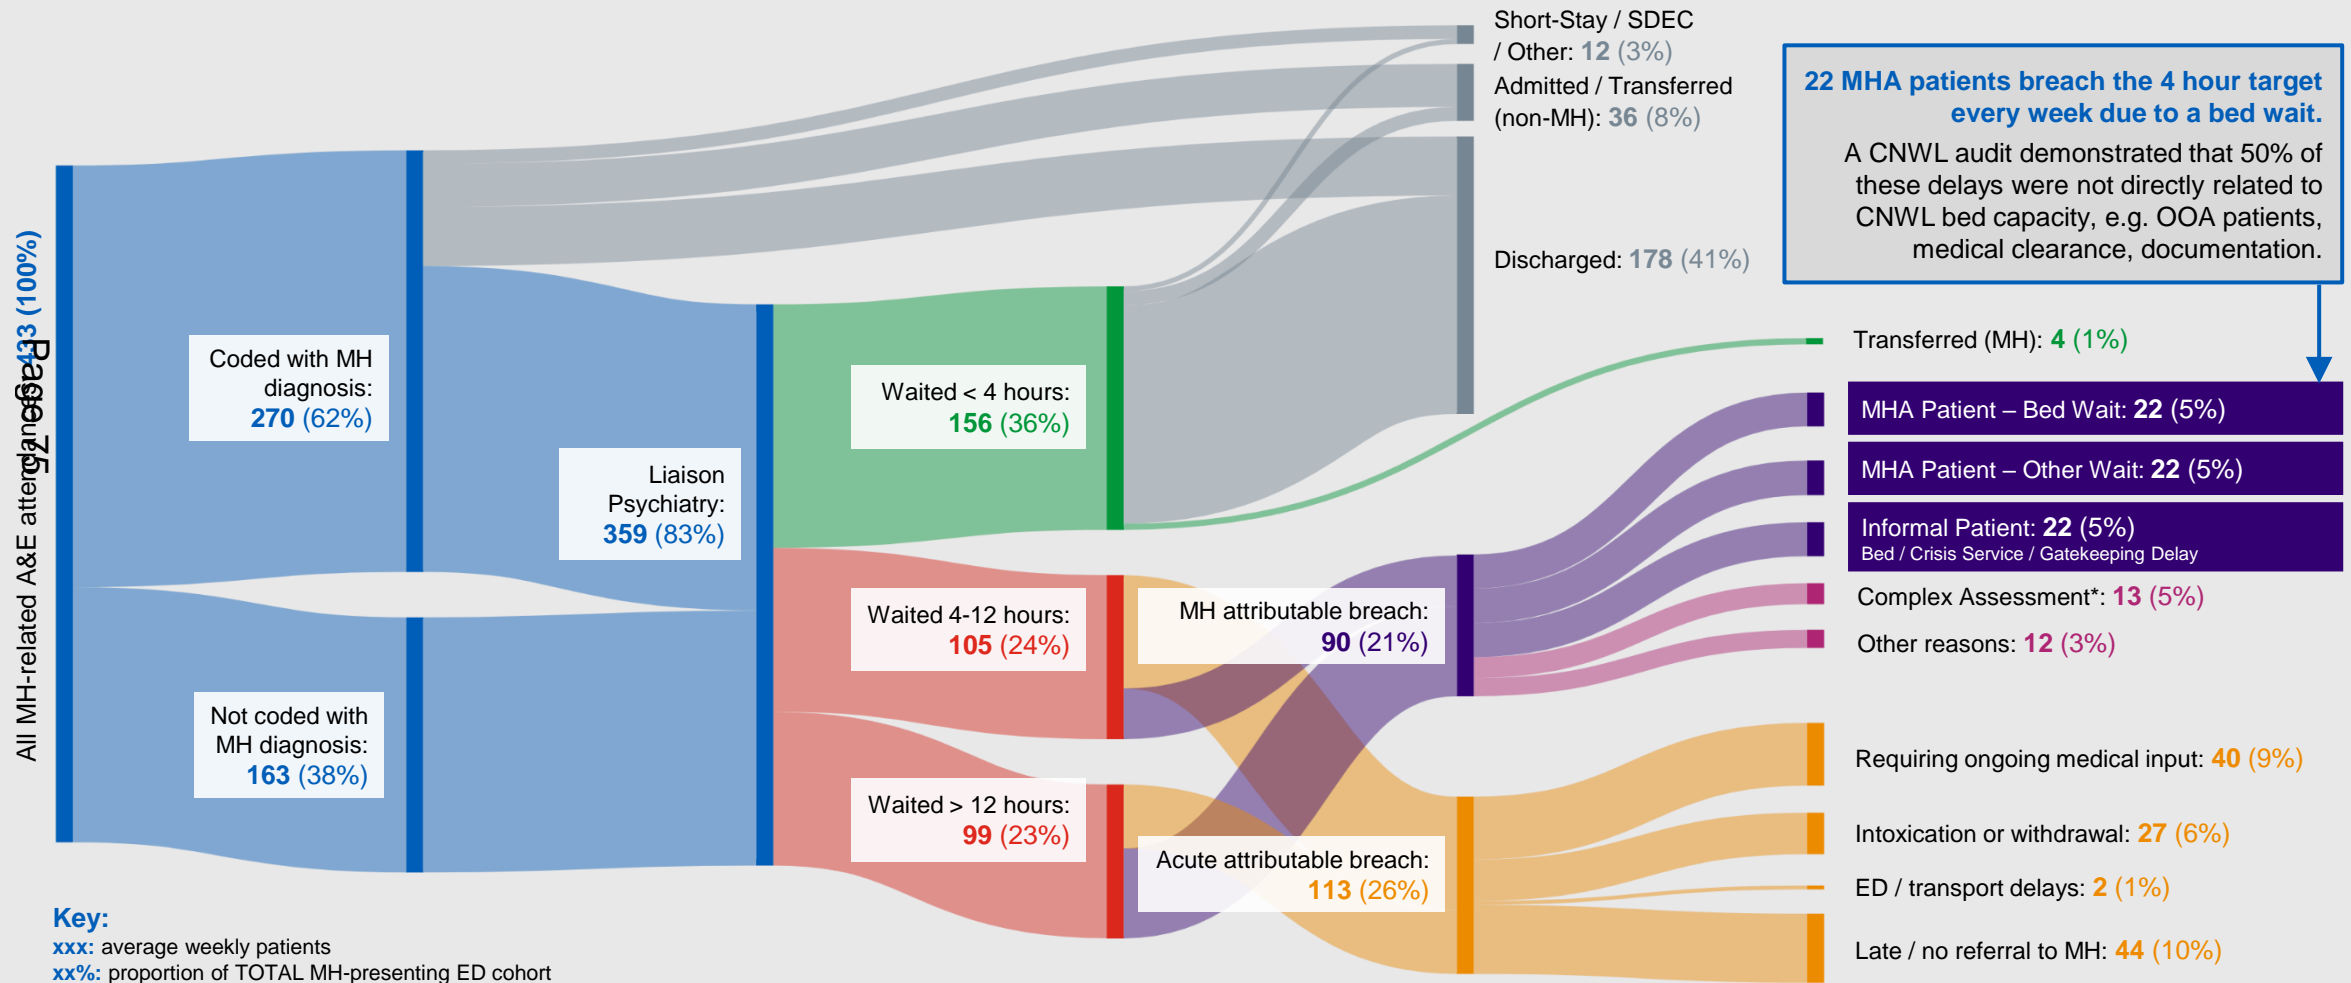 Short-Stay / SDEC
/ Other: 12 (3%)
Admitted / Transferred
(non-MH): 36 (8%)
Discharged: 178 (41%)
22 MHA patients breach the 4 hour target
every week due to a bed wait.
A CNWL audit demonstrated that 50% of
these delays were not directly related to
CNWL bed capacity, e.g. OOA patients,
medical clearance, documentation.
All MH-related A&E attendances: 433 (100%)
Page 75
Coded with MH
diagnosis:
270 (62%)
Not coded with
MH diagnosis:
163 (38%)
Liaison
Psychiatry:
359 (83%)
Waited < 4 hours:
156 (36%)
Waited 4-12 hours:
105 (24%)
Waited > 12 hours:
99 (23%)
MH attributable breach:
90 (21%)
Acute attributable breach:
113 (26%)
Transferred (MH): 4 (1%)
MHA Patient – Bed Wait: 22 (5%)
MHA Patient – Other Wait: 22 (5%)
Informal Patient: 22 (5%)
Bed / Crisis Service / Gatekeeping Delay
Complex Assessment*: 13 (5%)
Other reasons: 12 (3%)
Requiring ongoing medical input: 40 (9%)
Intoxication or withdrawal: 27 (6%)
ED / transport delays: 2 (1%)
Late / no referral to MH: 44 (10%)
Key:
xxx: average weekly patients
xx%: proportion of TOTAL MH-presenting ED cohort